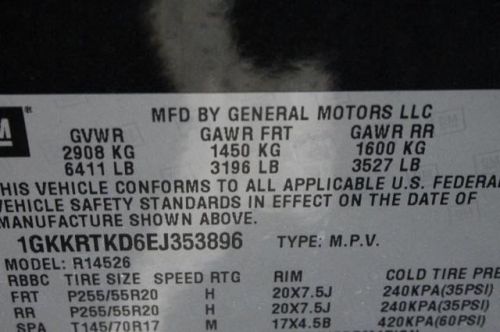 M ®
MFD BY GENERAL MOTORS LLC
GVWR GAWR FRT GAWR RR
2908 KG 1450 KG 1600 KG
6411 LB 3196 LB 3527 LB
THIS VEHICLE CONFORMS TO ALL APPLICABLE U.S. FEDERA
VEHICLE SAFETY STANDARDS IN EFFECT ON THE DATE OF
MANUFACTURE SHOWN ABOVE.
1GKKRTKD6EJ353896 TYPE: M.P.V.
MODEL: R14526
RBBC TIRE SIZE SPEED RTG RIM COLD TIRE PRE
FRT P255/55R20 H 20X7.5J 240KPA(35PSI)
RR P255/55R20 H 20X7.5J 240KPA(35PSI)
SPA T145/70R17 M 17X4.5B 420KPA(60PSI)